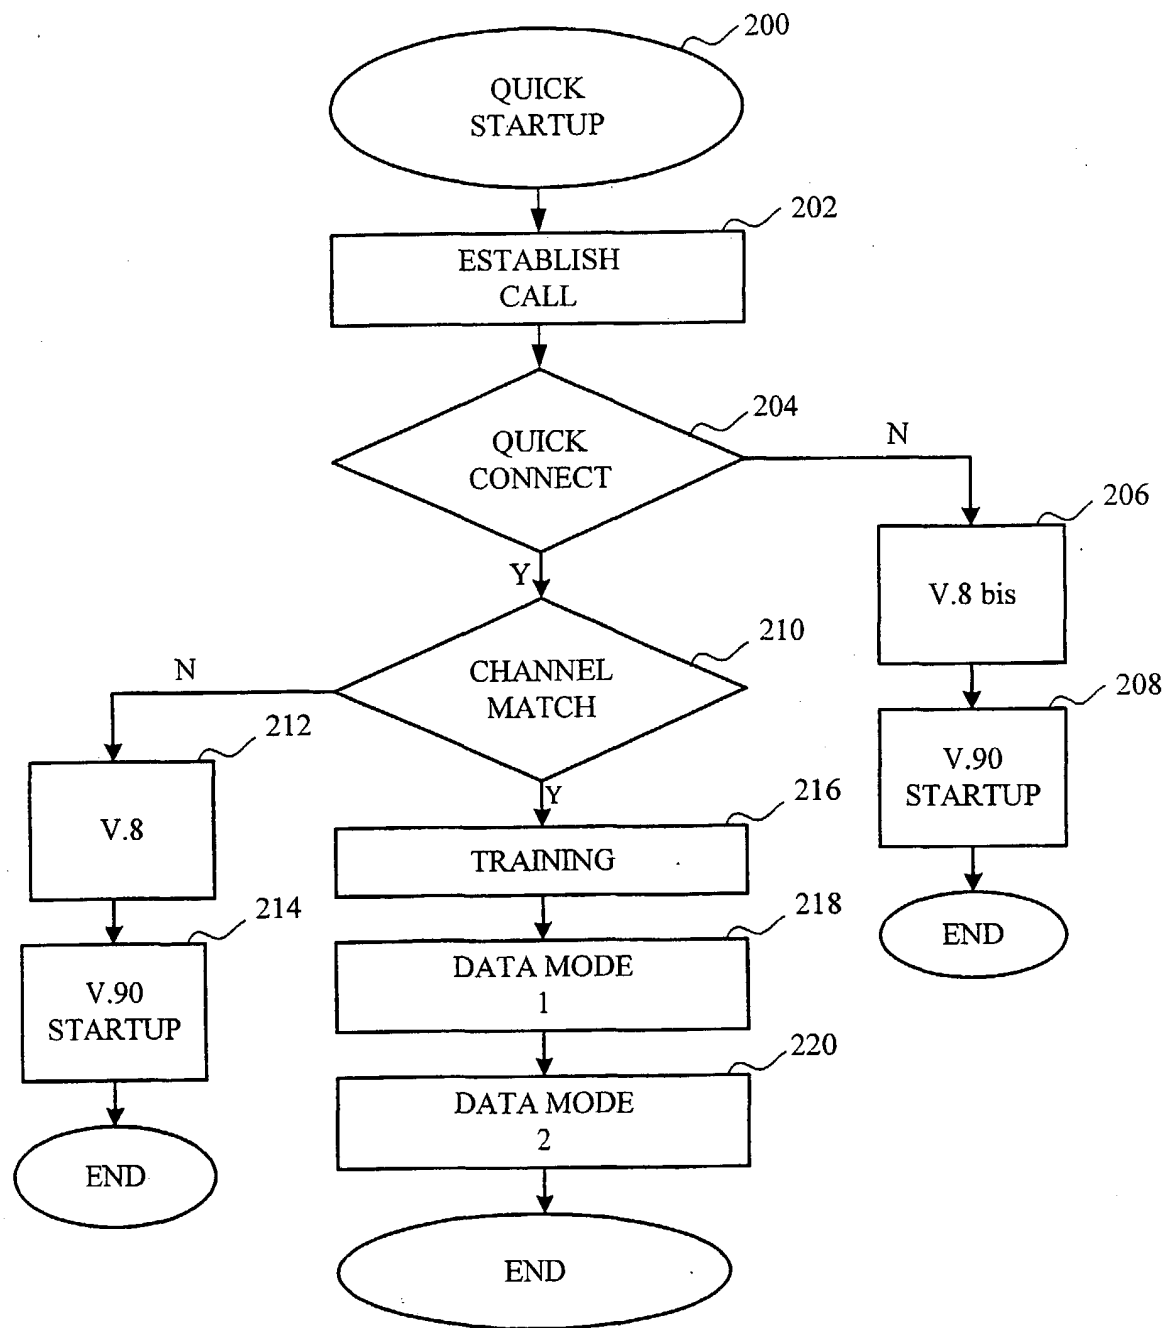 200
QUICK
STARTUP
202
ESTABLISH
CALL
204
QUICK
CONNECT
N
206
V.8 bis
Y
210
CHANNEL
MATCH
N
208
V.90
STARTUP
212
V.8
Y
216
TRAINING
END
214
V.90
STARTUP
218
DATA MODE
1
220
DATA MODE
2
END
END